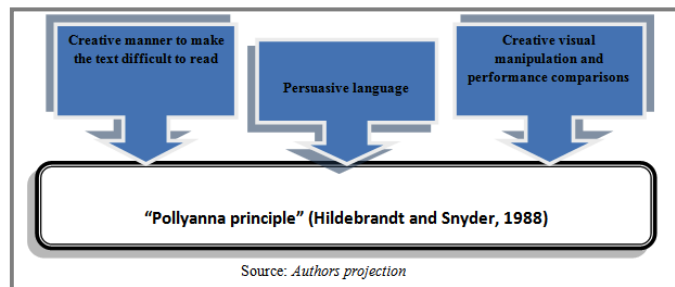 Creative manner to make
the text difficult to read
Persuasive language
Creative visual
manipulation and
performance comparisons
“Pollyanna principle” (Hildebrandt and Snyder, 1988)
Source: Authors projection